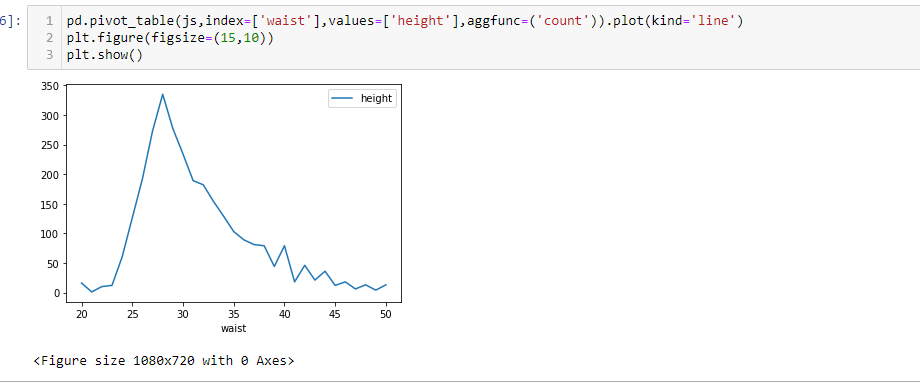 6]:
1 pd.pivot_table(js,index=['waist'],values=['height'],aggfunc=('count')).plot(kind='line')
2 plt.figure(figsize=(15,10))
3 plt.show()
350
300
250
200
150
100
50
0
height
20 25 30 35 40 45 50
waist
<Figure size 1080x720 with 0 Axes>